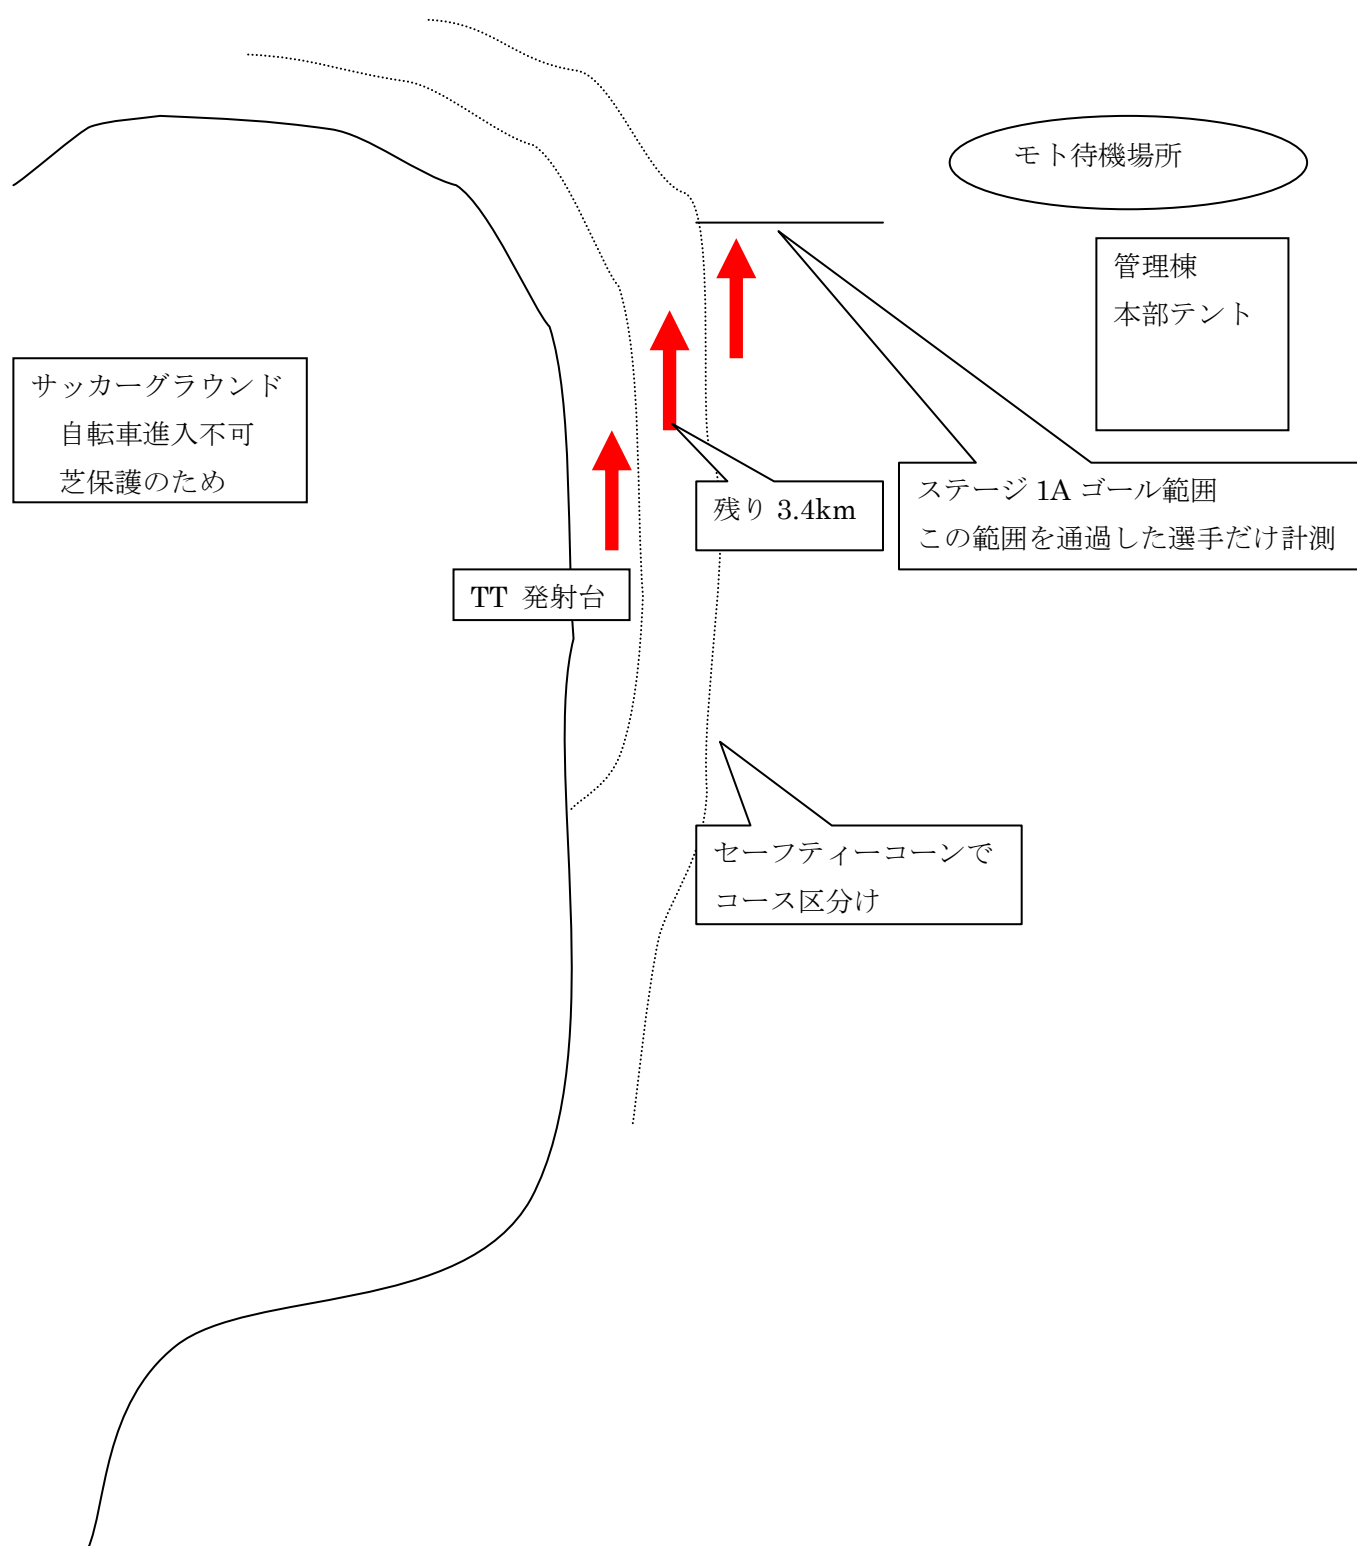 モト待機場所
管理棟
本部テント
サッカーグラウンド
自転車進入不可
芝保護のため
ステージ 1A ゴール範囲
この範囲を通過した選手だけ計測
残り 3.4km
TT 発射台
セーフティーコーンで
コース区分け